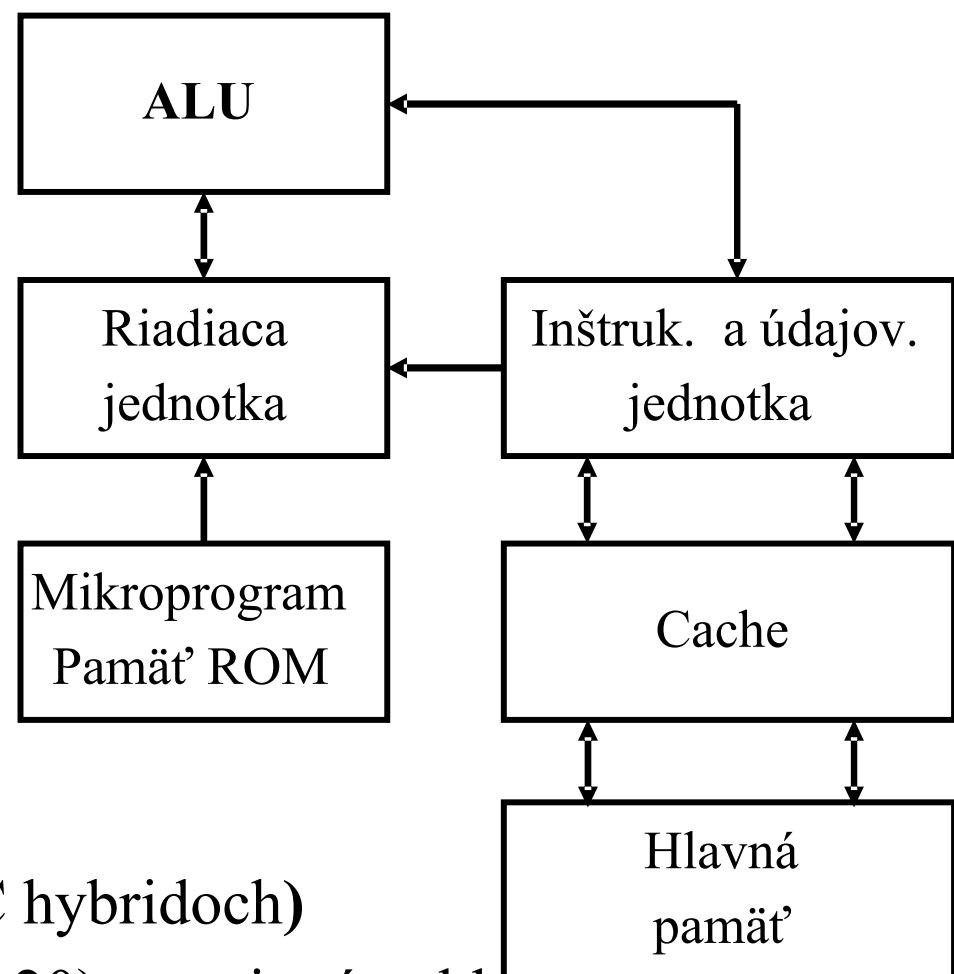 ALU
Riadiaca
jednotka
Inštruk. a údajov.
jednotka
Mikroprogram
Pamäť ROM
Cache
Hlavná
pamäť
hybridoch)